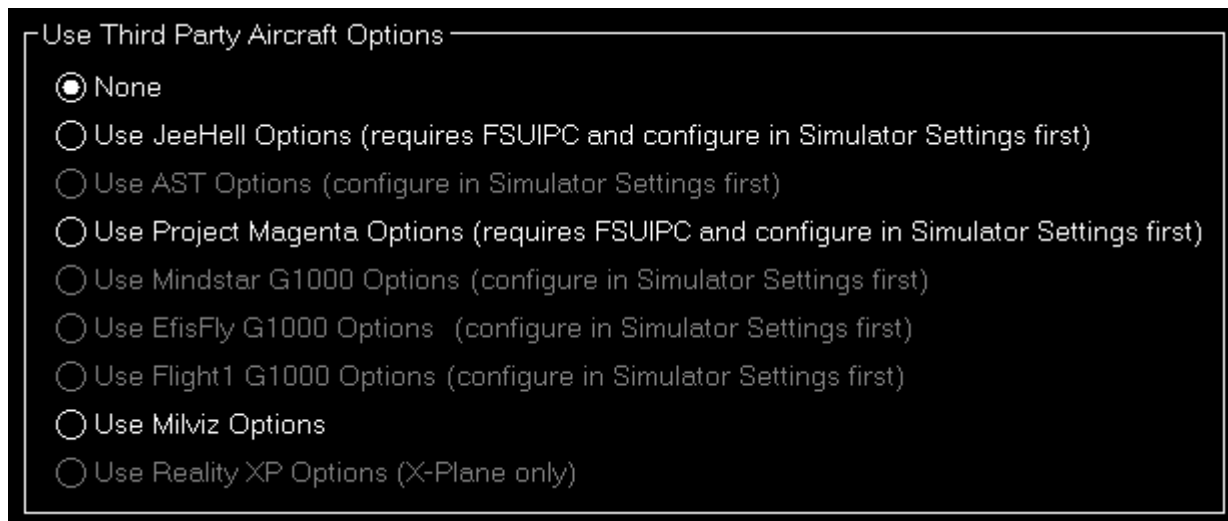 Use Third Party Aircraft Options
None
Use JeeHell Options (requires FSUIPC and configure in Simulator Settings first)
Use AST Options (configure in Simulator Settings first)
Use Project Magenta Options (requires FSUIPC and configure in Simulator Settings first)
Use Mindstar G1000 Options (configure in Simulator Settings first)
Use EfisFly G1000 Options (configure in Simulator Settings first)
Use Flight1 G1000 Options (configure in Simulator Settings first)
Use Milviz Options
Use Reality XP Options (X-Plane only)